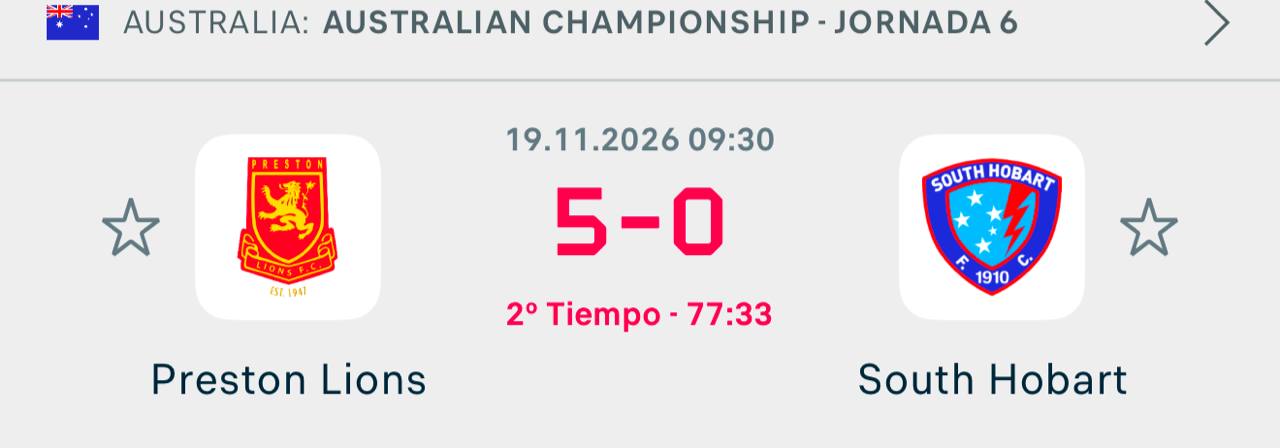 AUSTRALIA: AUSTRALIAN CHAMPIONSHIP - JORNADA 6
19.11.2026 09:30
PRESTON
LIONS F.C.
EST. 1947
5-0
SOUTH HOBART
F. 1910 C.
2º Tiempo - 77:33
Preston Lions
South Hobart